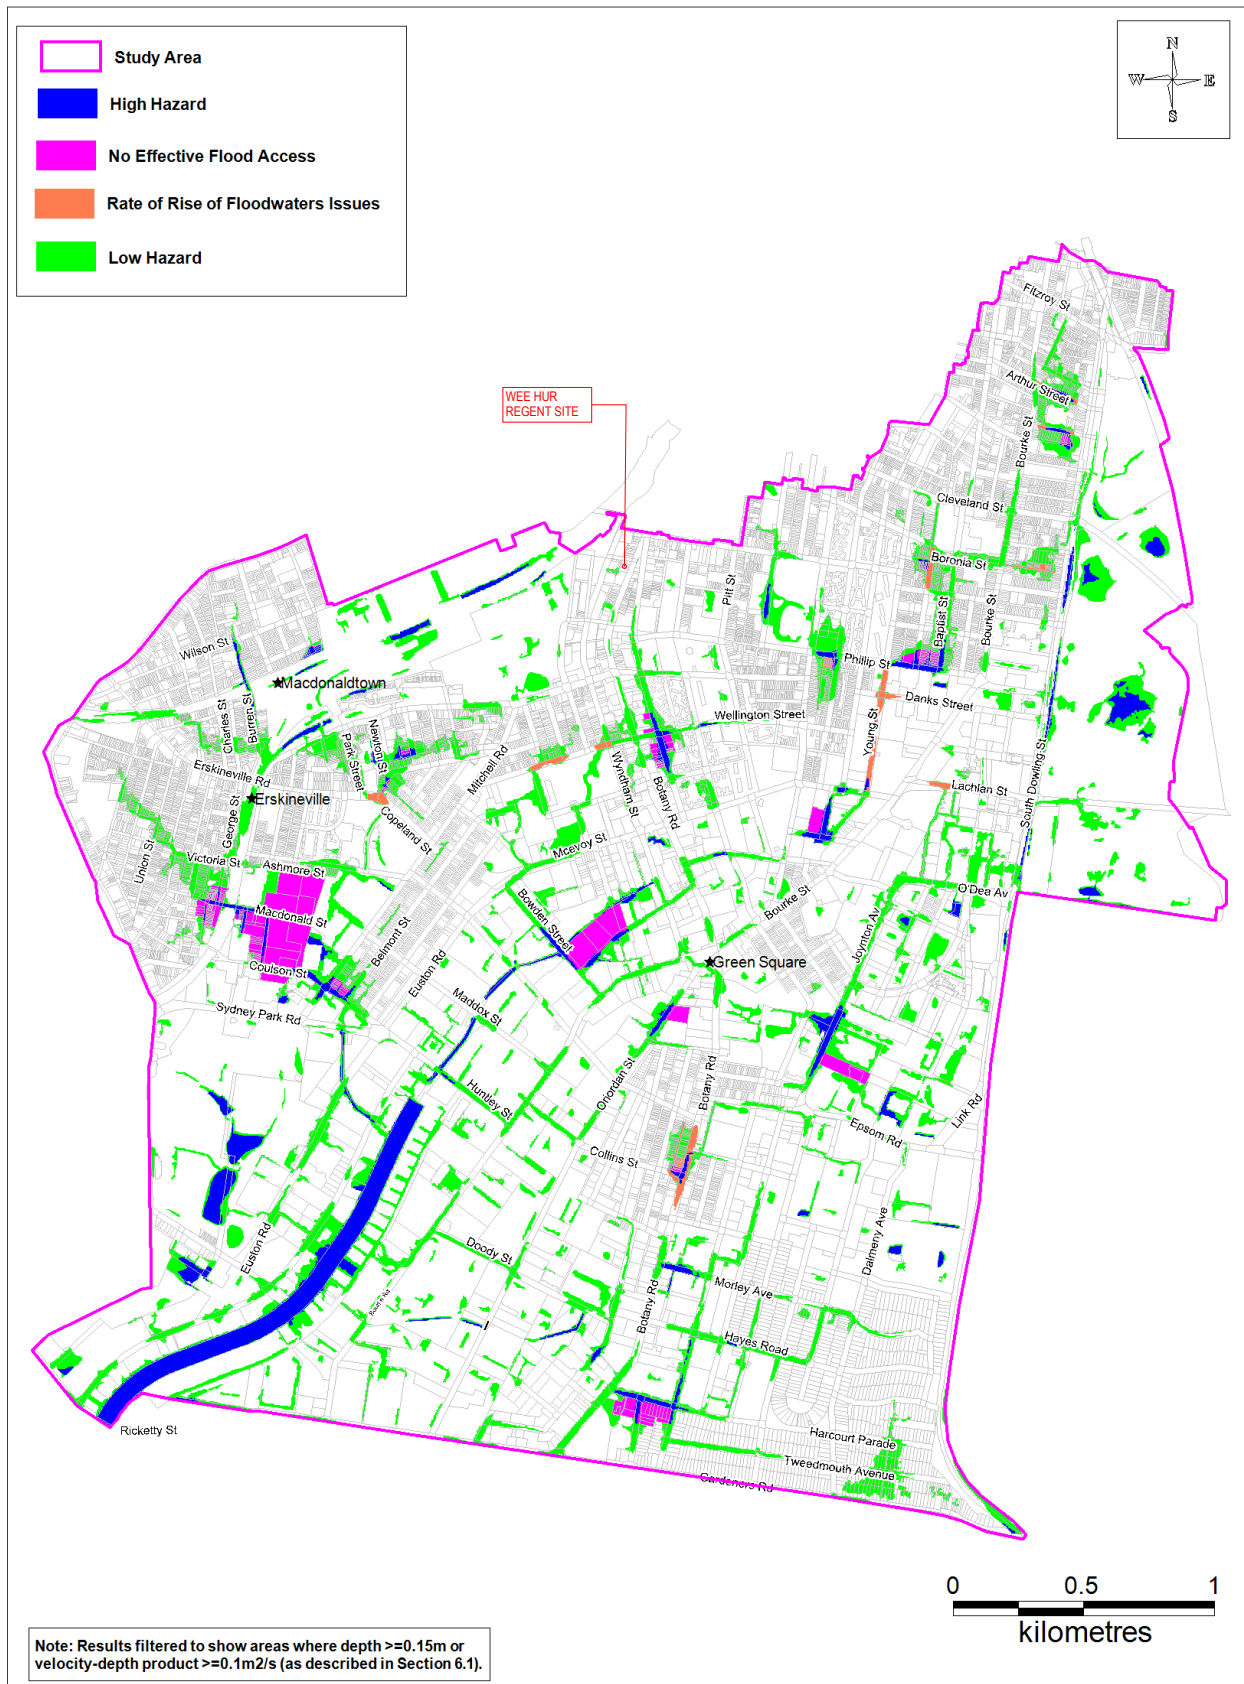 Study Area
High Hazard
No Effective Flood Access
Rate of Rise of Floodwaters Issues
Low Hazard
N
W E
S
WEE HUR
REGENT SITE
Fitzroy St
Arthur Street
Bourke St
Cleveland St
Boronia St
Pitt St
Baptist St
Bourke St
Wilson St
Phillip St
Macdonaldtown
Charles St
Burren St
Danks Street
Wellington Street
Young St
Newton St
Park Street
Mitchell Rd
Wyndham St
Botany Rd
South Dowling St
Erskineville Rd
Erskineville
Lachlan St
George St
Copeland St
Mcevoy St
Union St
Victoria St
Ashmore St
O'Dea Av
Bourke St
Bowden Street
Macdonald St
Belmont St
Joynton Av
Euston Rd
Green Square
Coulson St
Maddox St
Sydney Park Rd
Huntley St
Onordan St
Botany Rd
Link Rd
Epsom Rd
Collins St
Dalmeny Ave
Euston Rd
Doody St
Morley Ave
Botany Rd
Hayes Road
Ricketty St
Harcourt Parade
Tweedmouth Avenue
Gardeners Rd
0 0.5 1
kilometres
Note: Results filtered to show areas where depth >=0.15m or
velocity-depth product >=0.1m2/s (as described in Section 6.1).